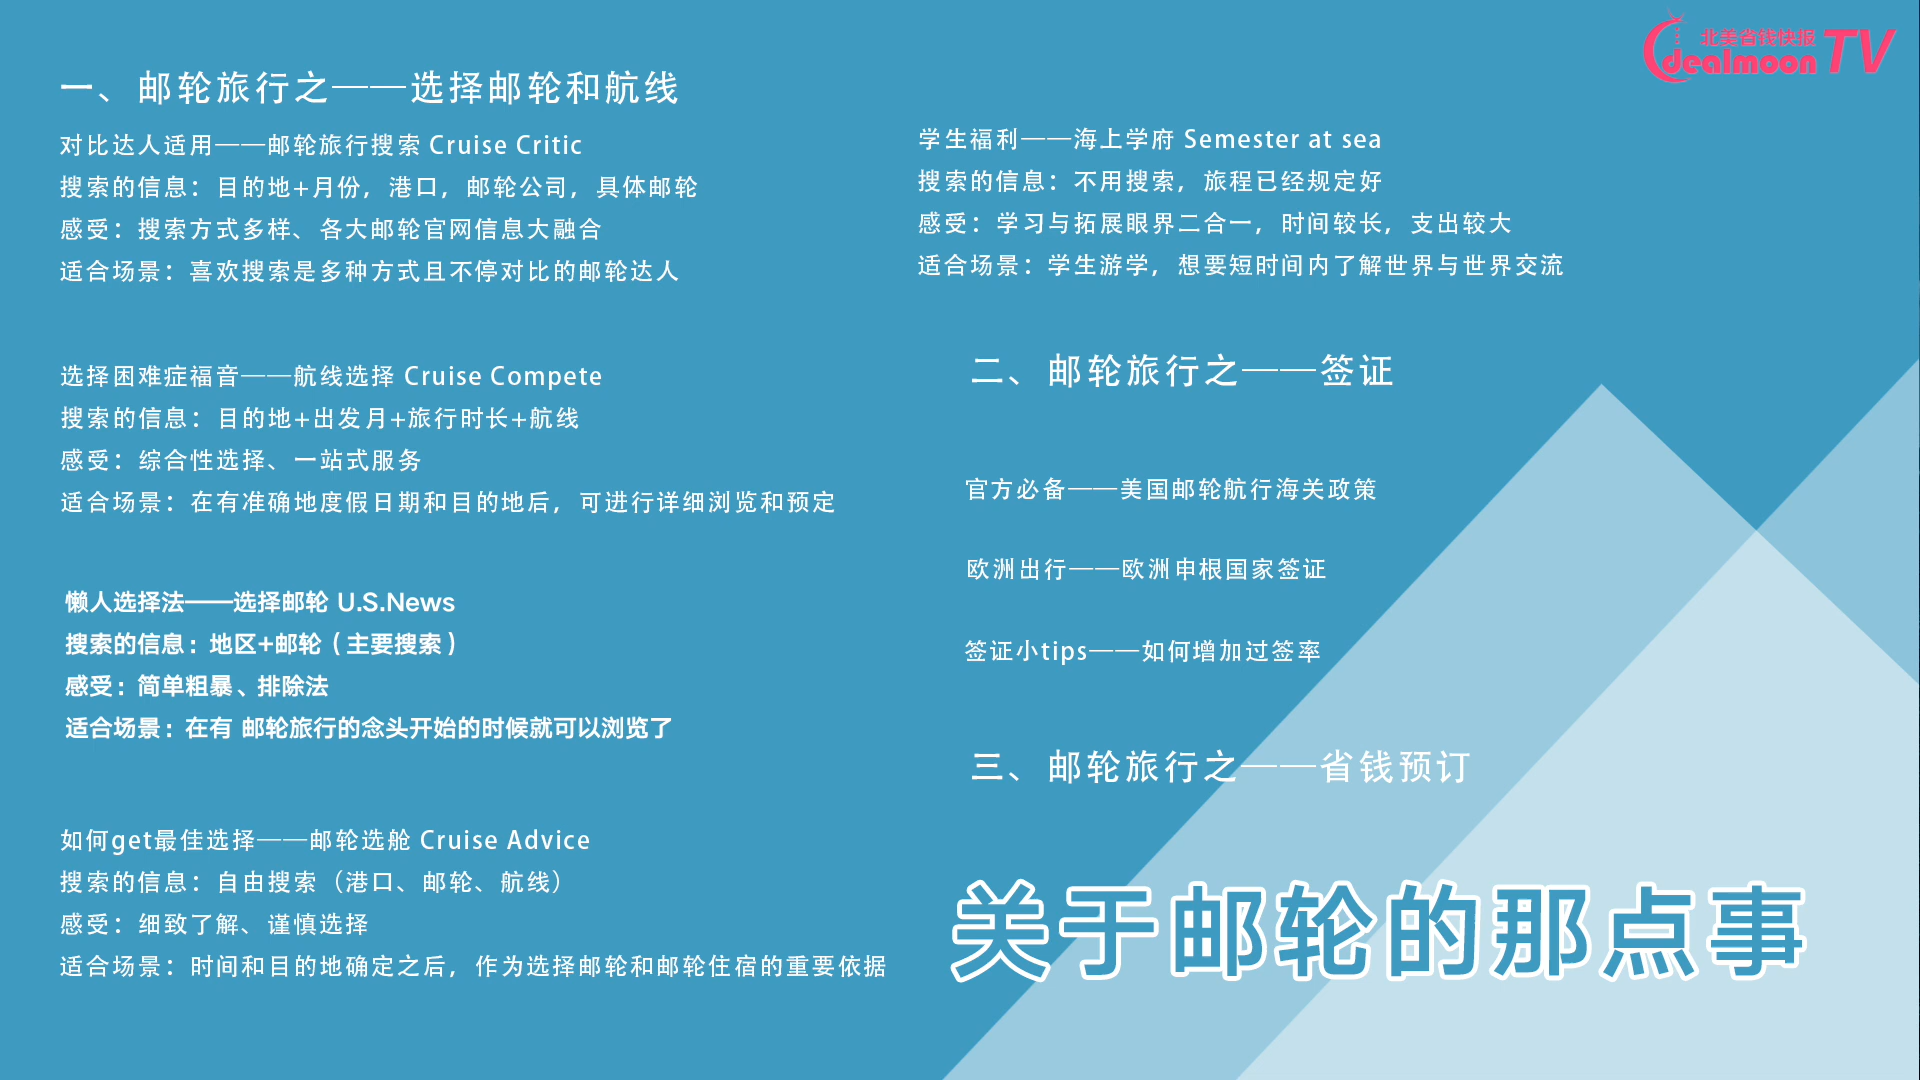 一、邮轮旅行之——选择邮轮和航线
对比达人适用——邮轮旅行搜索 Cruise Critic
搜索的信息：目的地+月份，港口，邮轮公司，具体邮轮
感受：搜索方式多样、各大邮轮官网信息大融合
适合场景：喜欢搜索是多种方式且不停对比的邮轮达人
选择困难症福音——航线选择 Cruise Compete
搜索的信息：目的地+出发月+旅行时长+航线
感受：综合性选择、一站式服务
适合场景：在有准确地度假日期和目的地后，可进行详细浏览和预定
懒人选择法——选择邮轮 U.S.News
搜索的信息：地区+邮轮（主要搜索）
感受：简单粗暴、排除法
适合场景：在有 邮轮旅行的念头开始的时候就可以浏览了
如何get最佳选择——邮轮选舱 Cruise Advice
搜索的信息：自由搜索（港口、邮轮、航线）
感受：细致了解、谨慎选择
适合场景：时间和目的地确定之后，作为选择邮轮和邮轮住宿的重要依据
北美省钱快报
dealmoon TV
学生福利——海上学府 Semester at sea
搜索的信息：不用搜索，旅程已经规定好
感受：学习与拓展眼界二合一，时间较长，支出较大
适合场景：学生游学，想要短时间内了解世界与世界交流
二、邮轮旅行之——签证
官方必备——美国邮轮航行海关政策
欧洲出行——欧洲申根国家签证
签证小tips——如何增加过签率
三、邮轮旅行之——省钱预订
关于邮轮的那点事